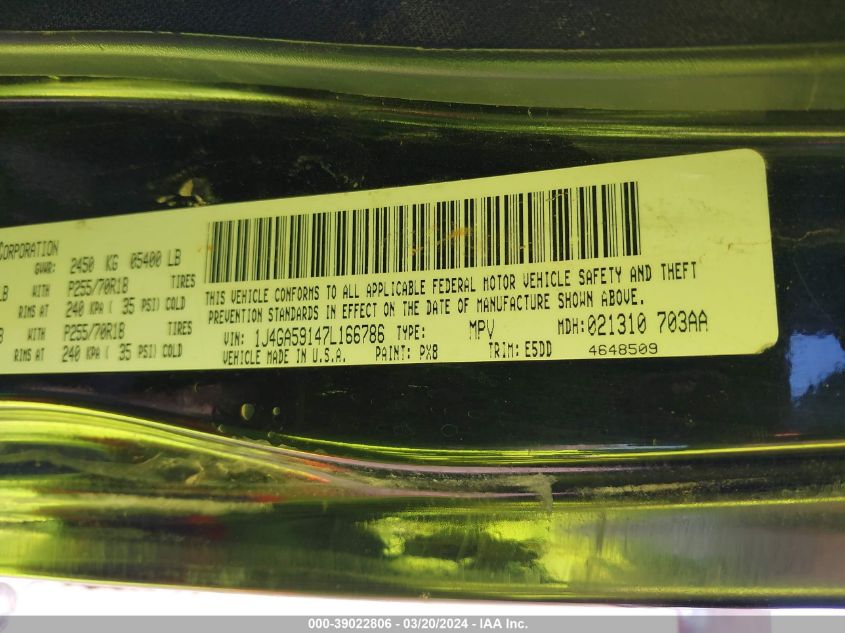 CORPORATION
GVWR: 2450 KG 05400 LB
LB WITH P255/70R18 TIRES
RIMS AT 240 KPA ( 35 PSI) COLD
WITH P255/70R18 TIRES
RIMS AT 240 KPA ( 35 PSI) COLD
THIS VEHICLE CONFORMS TO ALL APPLICABLE FEDERAL MOTOR VEHICLE SAFETY AND THEFT
PREVENTION STANDARDS IN EFFECT ON THE DATE OF MANUFACTURE SHOWN ABOVE.
VIN: 1J4GA59147L166786 TYPE: MPV MDH: 021310 703AA
VEHICLE MADE IN U.S.A. PAINT: PX8 TRIM: E5DD 4648509
000-39022806 - 03/20/2024 - IAA Inc.